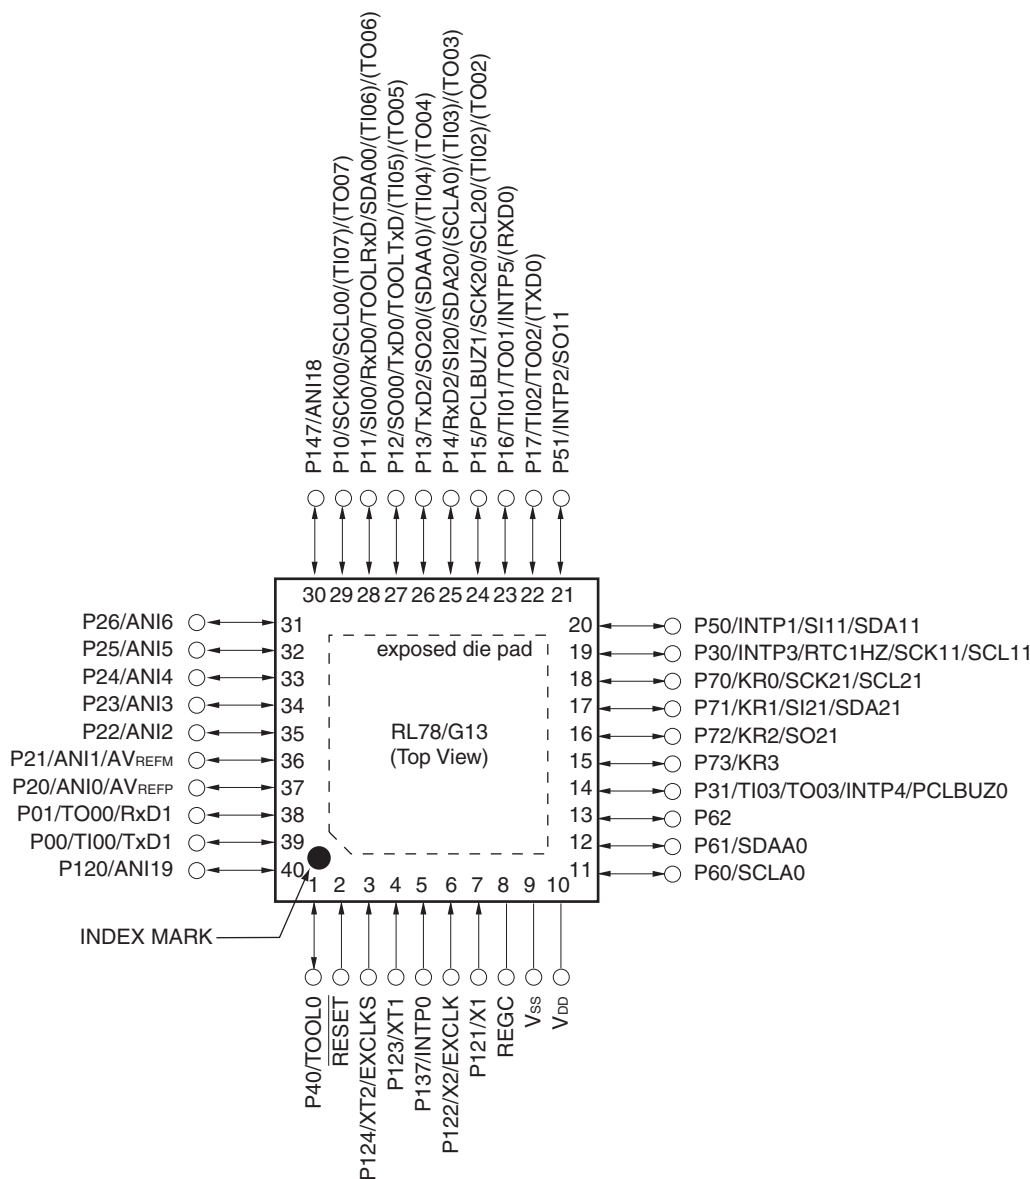 P147/ANI18
P10/SCK00/SCL00/(TI07)/(TO07)
P11/SI00/RxD0/TOOLRxD/SDA00/(TI06)/(TO06)
P12/SO00/TxD0/TOOLTxD/(TI05)/(TO05)
P13/TxD2/SO20/(SDAA0)/(TI04)/(TO04)
P14/RxD2/SI20/SDA20/(SCLA0)/(TI03)/(TO03)
P15/PCLBUZ1/SCK20/SCL20/(TI02)/(TO02)
P16/TI01/TO01/INTP5/(RXD0)
P17/TI02/TO02/(TXD0)
P51/INTP2/SO11
30 29 28 27 26 25 24 23 22 21
P26/ANI6 31
P25/ANI5 32
P24/ANI4 33
P23/ANI3 34
P22/ANI2 35
P21/ANI1/AVREFM 36
P20/ANI0/AVREFP 37
P01/TO00/RxD1 38
P00/TI00/TxD1 39
P120/ANI19 40
exposed die pad
RL78/G13
(Top View)
20 P50/INTP1/SI11/SDA11
19 P30/INTP3/RTC1HZ/SCK11/SCL11
18 P70/KR0/SCK21/SCL21
17 P71/KR1/SI21/SDA21
16 P72/KR2/SO21
15 P73/KR3
14 P31/TI03/TO03/INTP4/PCLBUZ0
13 P62
12 P61/SDAA0
11 P60/SCLA0
1 2 3 4 5 6 7 8 9 10
INDEX MARK
P40/TOOL0
RESET
P124/XT2/EXCLKS
P123/XT1
P137/INTP0
P122/X2/EXCLK
P121/X1
REGC
VSS
VDD